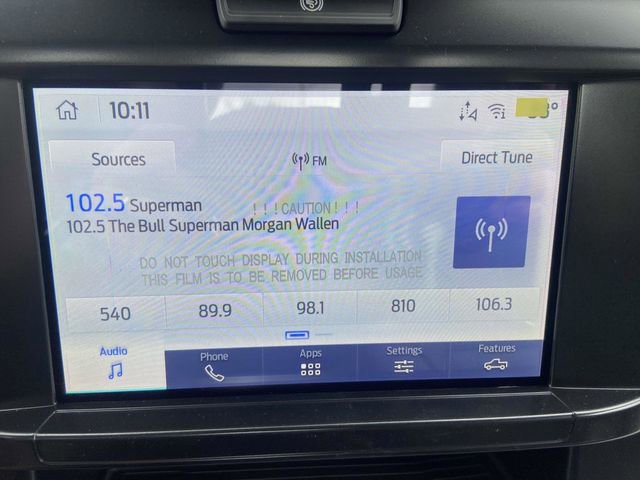 10:11
Sources
FM
Direct Tune
102.5 Superman
! ! ! CAUTION ! ! !
102.5 The Bull Superman Morgan Wallen
DO NOT TOUCH DISPLAY DURING INSTALLATION
THIS FILM IS TO BE REMOVED BEFORE USAGE
540 89.9 98.1 810 106.3
Audio Phone Apps Settings Features